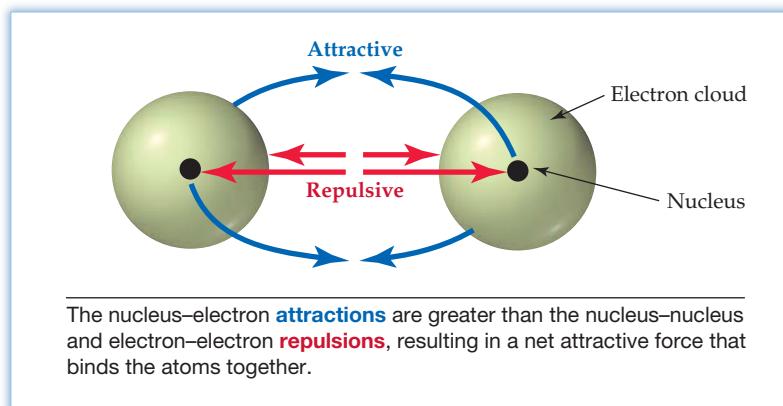 Attractive
Electron cloud
Repulsive
Nucleus
The nucleus–electron attractions are greater than the nucleus–nucleus
and electron–electron repulsions, resulting in a net attractive force that
binds the atoms together.